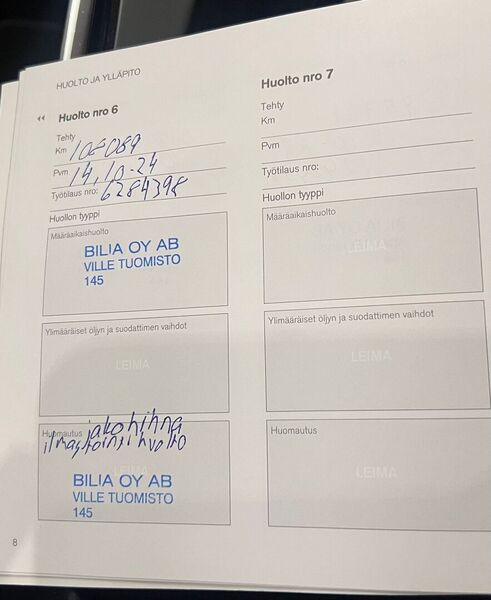 HUOLTO JA YLLÄPITO
Huolto nro 6
Tehty
Km 108089
Pvm 14,10-24
Työtilaus nro: 6284398
Huollon tyyppi
Määräaikaishuolto
BILIA OY AB
VILLE TUOMISTO
145
Ylimääräiset öljyn ja suodattimen vaihdot
LEIMA
Huomautus jakohihna
ilmastoinsihuolto
LEIMA
BILIA OY AB
VILLE TUOMISTO
145
8
Huolto nro 7
Tehty
Km
Pvm
Työtilaus nro:
Huollon tyyppi
Määräaikaishuolto
LEIMA
Ylimääräiset öljyn ja suodattimen vaihdot
LEIMA
Huomautus
LEIMA